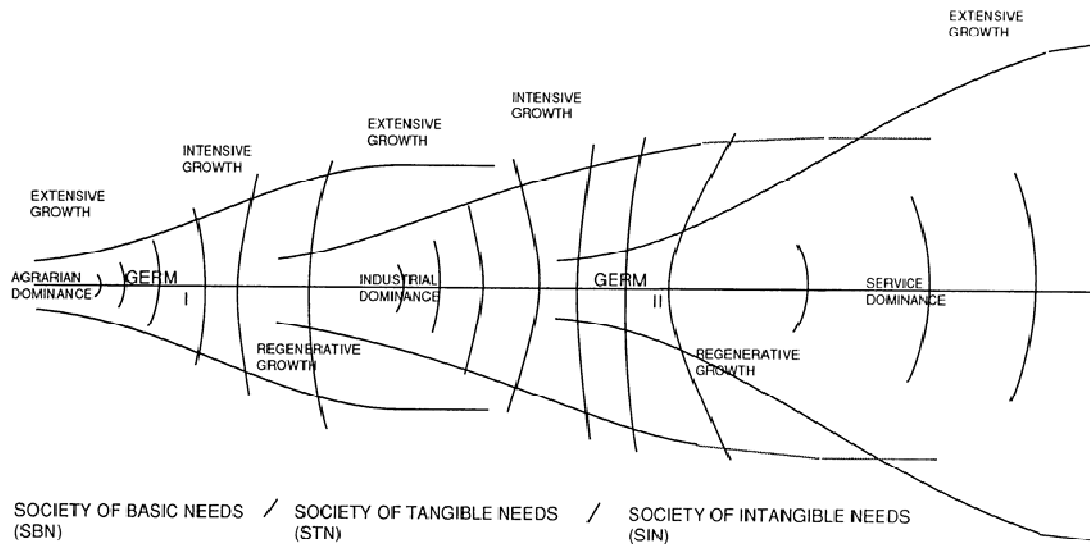 EXTENSIVE
GROWTH
INTENSIVE
GROWTH
EXTENSIVE
GROWTH
INTENSIVE
GROWTH
EXTENSIVE
GROWTH
AGRARIAN
DOMINANCE
GERM
I
INDUSTRIAL
DOMINANCE
GERM
II
SERVICE
DOMINANCE
REGENERATIVE
GROWTH
REGENERATIVE
GROWTH
SOCIETY OF BASIC NEEDS / SOCIETY OF TANGIBLE NEEDS / SOCIETY OF INTANGIBLE NEEDS
(SBN) (STN) (SIN)